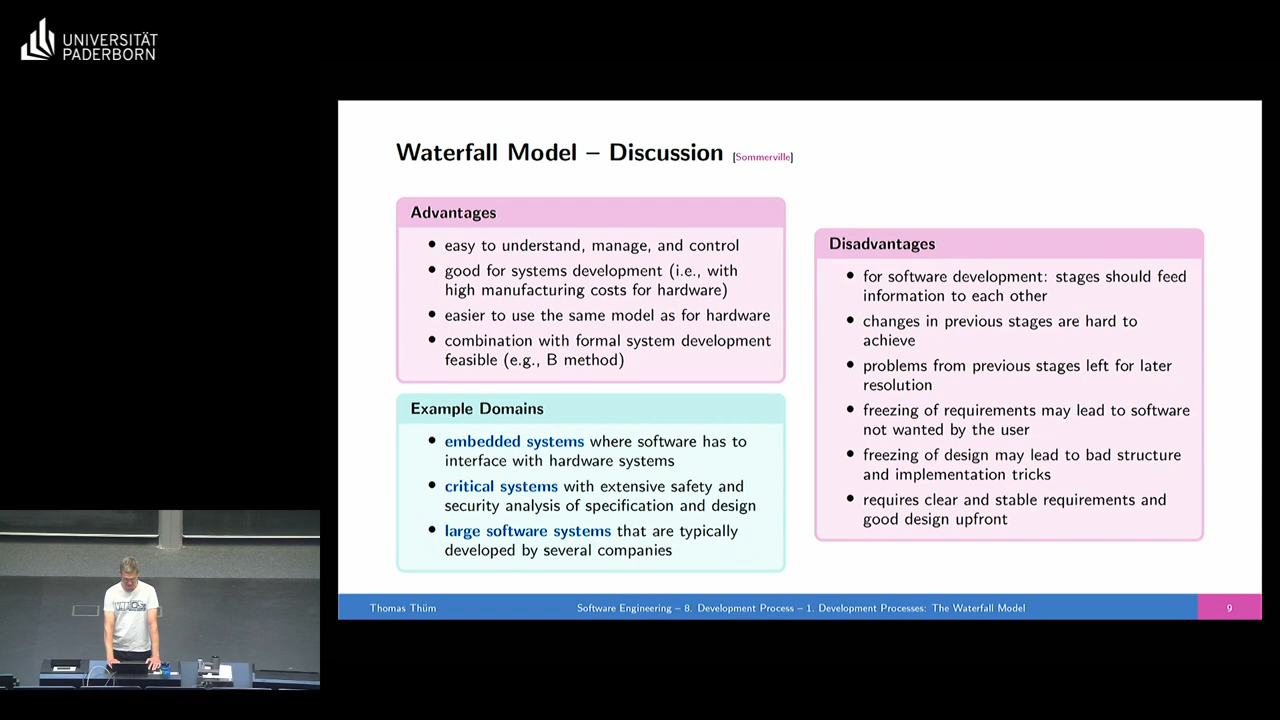 UNIVERSITÄT
PADERBORN
Waterfall Model – Discussion [Sommerville]
Advantages
• easy to understand, manage, and control
• good for systems development (i.e., with
high manufacturing costs for hardware)
• easier to use the same model as for hardware
• combination with formal system development
feasible (e.g., B method)
Example Domains
• embedded systems where software has to
interface with hardware systems
• critical systems with extensive safety and
security analysis of specification and design
• large software systems that are typically
developed by several companies
Disadvantages
• for software development: stages should feed
information to each other
• changes in previous stages are hard to
achieve
• problems from previous stages left for later
resolution
• freezing of requirements may lead to software
not wanted by the user
• freezing of design may lead to bad structure
and implementation tricks
• requires clear and stable requirements and
good design upfront
Thomas Thüm
Software Engineering – 8. Development Process – 1. Development Processes: The Waterfall Model
9